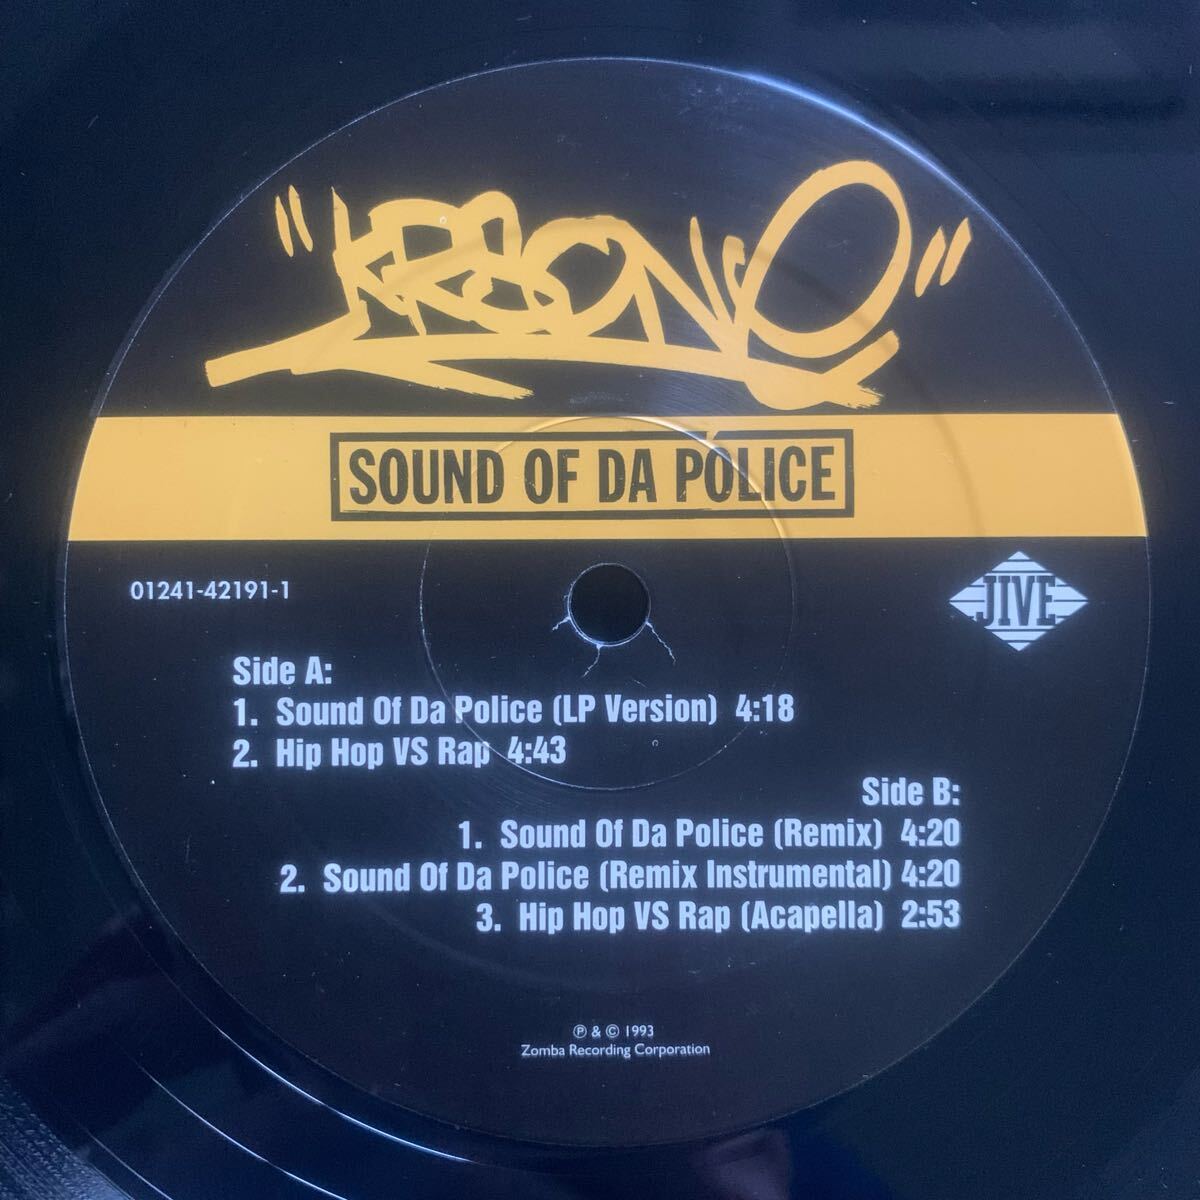 "KRSONE"
SOUND OF DA POLICE
01241-42191-1
JIVE
Side A:
1. Sound Of Da Police (LP Version) 4:18
2. Hip Hop VS Rap 4:43
Side B:
1. Sound Of Da Police (Remix) 4:20
2. Sound Of Da Police (Remix Instrumental) 4:20
3. Hip Hop VS Rap (Acapella) 2:53
℗ & © 1993
Zomba Recording Corporation